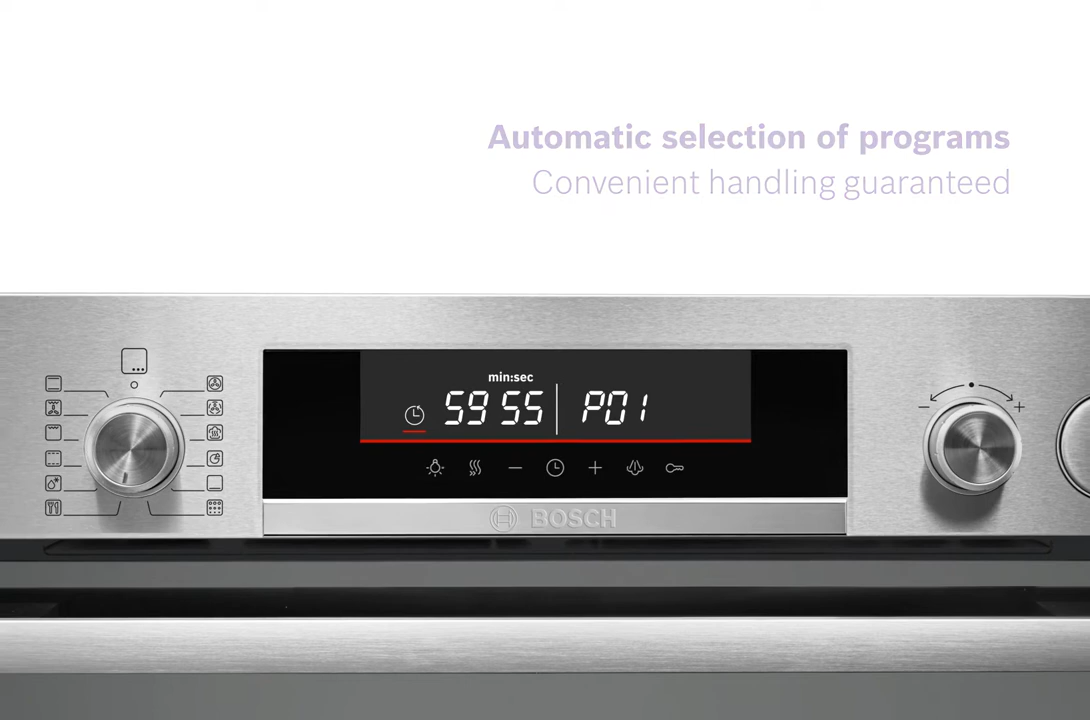 Automatic selection of programs
Convenient handling guaranteed
min:sec
59 55 P01
BOSCH